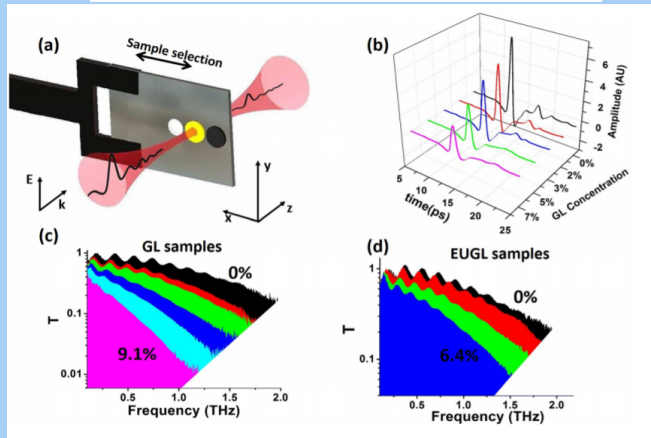 (a)
Sample selection
E
k
y
x
z
(b)
6
4
2
0
-2
Amplitude (AU)
0%
2%
3%
5%
7%
GL Concentration
5
10
15
20
25
time(ps)
(c)
GL samples
1
0.1
0.01
T
0%
9.1%
0.5
1.0
1.5
2.0
Frequency (THz)
(d)
EUGL samples
1
0.1
T
0%
6.4%
0.5
1.0
1.5
2.0
Frequency (THz)